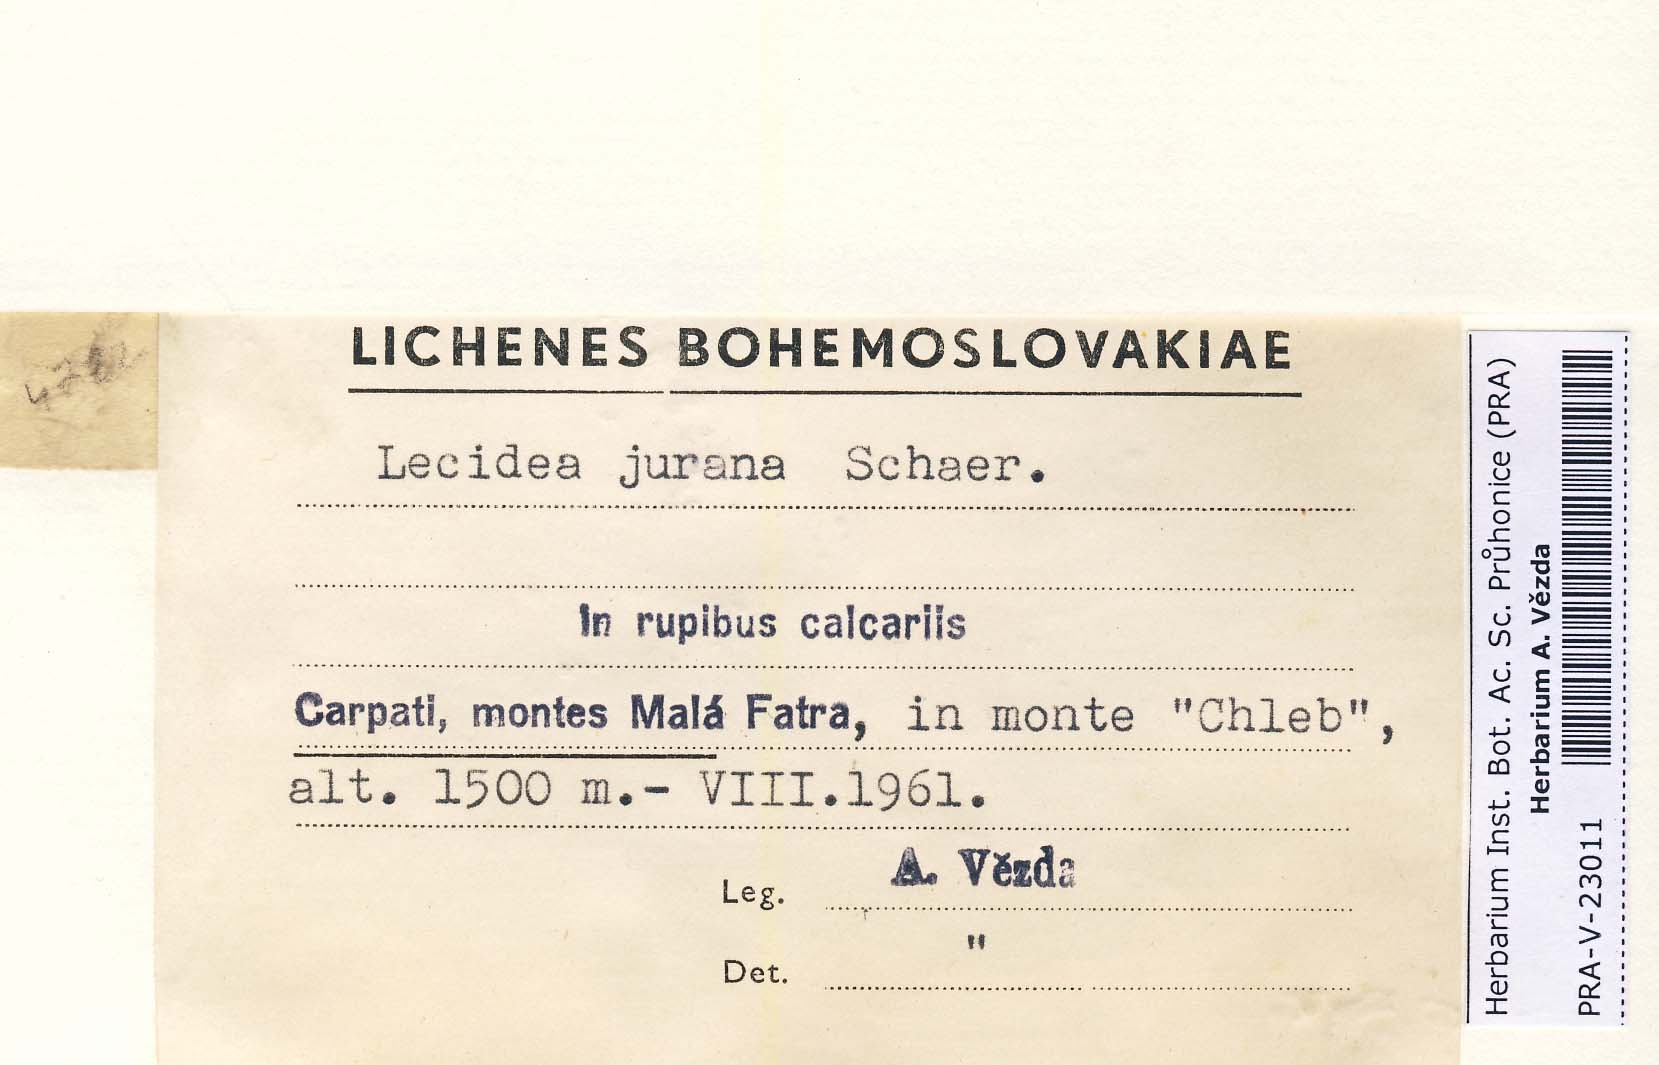 LICHENES BOHEMOSLOVAKIAE
Lecidea jurana Schaer.
In rupibus calcariis
Carpati, montes Malá Fatra, in monte "Chleb",
alt. 1500 m.- VIII.1961.
Leg. A. Vězda
Det. "
Herbarium Inst. Bot. Ac. Sc. Průhonice (PRA)
Herbarium A. Vězda
PRA-V-23011